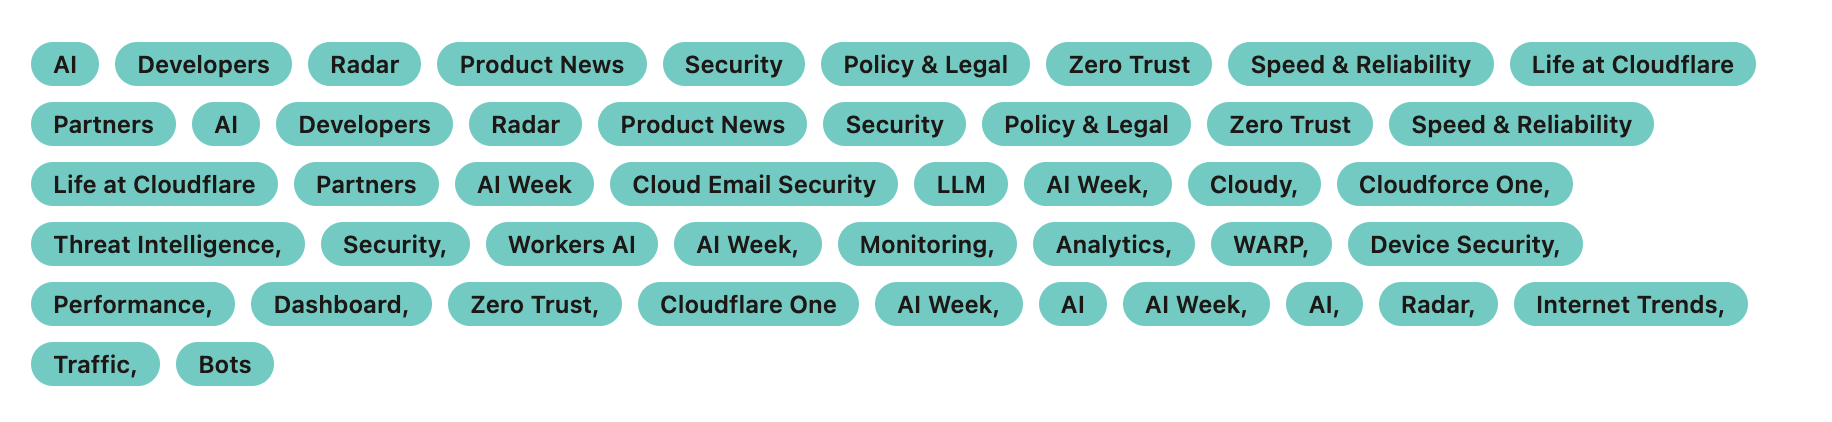 AI Developers Radar Product News Security Policy & Legal Zero Trust Speed & Reliability Life at Cloudflare
Partners AI Developers Radar Product News Security Policy & Legal Zero Trust Speed & Reliability
Life at Cloudflare Partners AI Week Cloud Email Security LLM AI Week, Cloudy, Cloudforce One,
Threat Intelligence, Security, Workers AI AI Week, Monitoring, Analytics, WARP, Device Security,
Performance, Dashboard, Zero Trust, Cloudflare One AI Week, AI AI Week, AI, Radar, Internet Trends,
Traffic, Bots